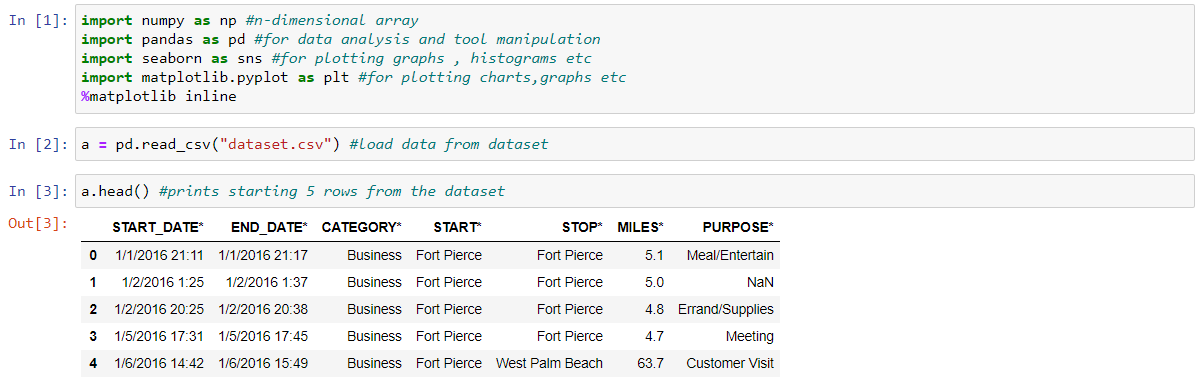 In [1]: import numpy as np #n-dimensional array
import pandas as pd #for data analysis and tool manipulation
import seaborn as sns #for plotting graphs , histograms etc
import matplotlib.pyplot as plt #for plotting charts,graphs etc
%matplotlib inline
In [2]: a = pd.read_csv("dataset.csv") #load data from dataset
In [3]: a.head() #prints starting 5 rows from the dataset
Out[3]:
START_DATE* END_DATE* CATEGORY* START* STOP* MILES* PURPOSE*
0 1/1/2016 21:11 1/1/2016 21:17 Business Fort Pierce Fort Pierce 5.1 Meal/Entertain
1 1/2/2016 1:25 1/2/2016 1:37 Business Fort Pierce Fort Pierce 5.0 NaN
2 1/2/2016 20:25 1/2/2016 20:38 Business Fort Pierce Fort Pierce 4.8 Errand/Supplies
3 1/5/2016 17:31 1/5/2016 17:45 Business Fort Pierce Fort Pierce 4.7 Meeting
4 1/6/2016 14:42 1/6/2016 15:49 Business Fort Pierce West Palm Beach 63.7 Customer Visit